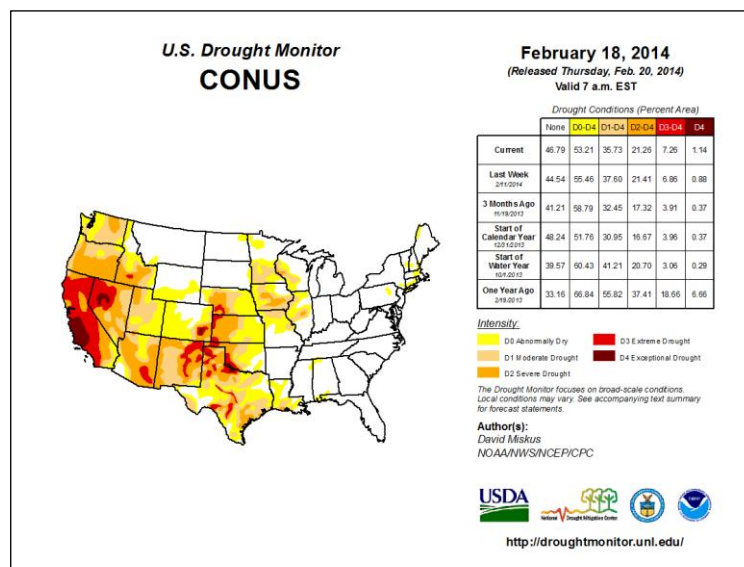 U.S. Drought Monitor
CONUS
February 18, 2014
(Released Thursday, Feb. 20, 2014)
Valid 7 a.m. EST
Drought Conditions (Percent Area)
None D0-D4 D1-D4 D2-D4 D3-D4 D4
Current 46.79 53.21 35.73 21.26 7.26 1.14
Last Week 44.54 55.46 37.60 21.41 6.86 0.88
2/11/2014
3 Months Ago 41.21 58.79 32.45 17.32 3.91 0.37
11/19/2013
Start of
Calendar Year 48.24 51.76 30.95 16.67 3.96 0.37
12/31/2013
Start of
Water Year 39.57 60.43 41.21 20.70 3.06 0.29
10/1/2013
One Year Ago 33.16 66.84 55.82 37.41 18.66 6.66
2/19/2013
Intensity:
D0 Abnormally Dry D3 Extreme Drought
D1 Moderate Drought D4 Exceptional Drought
D2 Severe Drought
The Drought Monitor focuses on broad-scale conditions.
Local conditions may vary. See accompanying text summary
for forecast statements.
Author(s):
David Miskus
NOAA/NWS/NCEP/CPC
USDA
National Drought Mitigation Center
http://droughtmonitor.unl.edu/